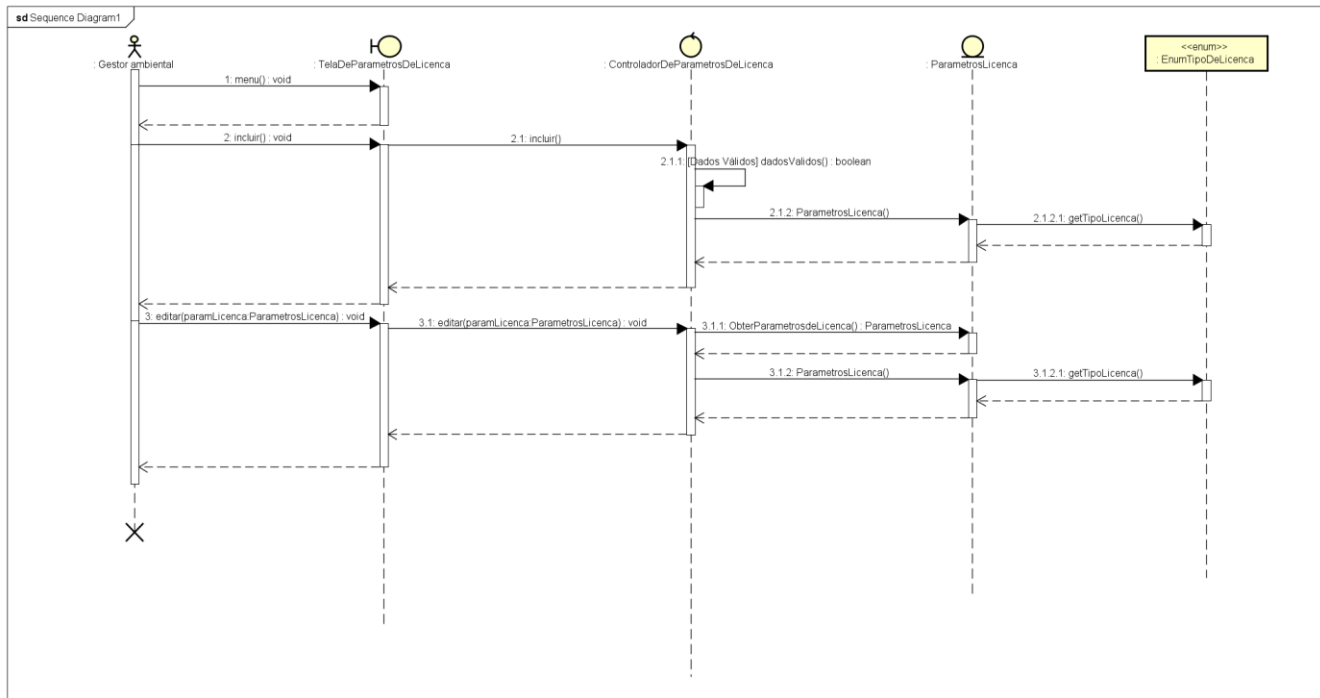 sd Sequence Diagram1
<<enum>>
: Gestor ambiental
: TelaDeParametrosDeLicenca
: ControladorDeParametrosDeLicenca
: ParametrosLicenca
: EnumTipoDeLicenca
1: menu() : void
2: incluir() : void
2.1: incluir()
2.1.1: [Dados Válidos] dadosValidos() : boolean
2.1.2: ParametrosLicenca()
2.1.2.1: getTipoLicenca()
3: editar(paramLicenca:ParametrosLicenca) : void
3.1: editar(paramLicenca:ParametrosLicenca) : void
3.1.1: ObterParametrosdeLicenca() : ParametrosLicenca
3.1.2: ParametrosLicenca()
3.1.2.1: getTipoLicenca()